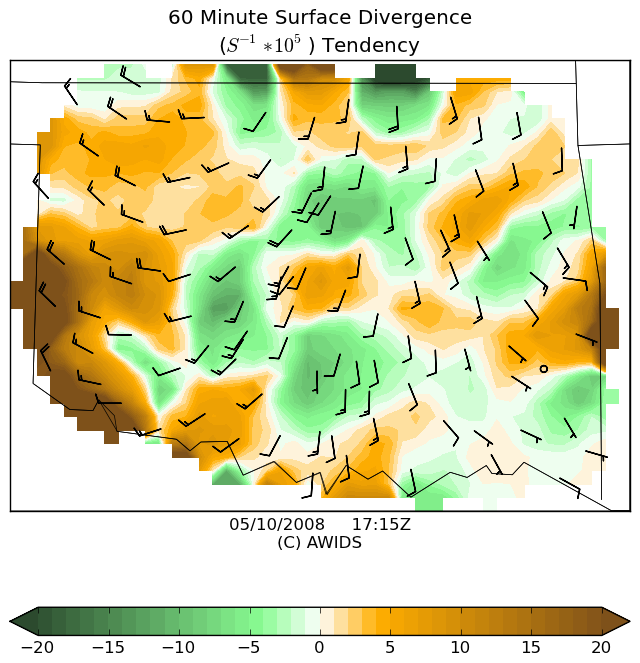 60 Minute Surface Divergence
(S⁻¹ * 10⁵ ) Tendency
05/10/2008 17:15Z
(C) AWIDS
−20 −15 −10 −5 0 5 10 15 20